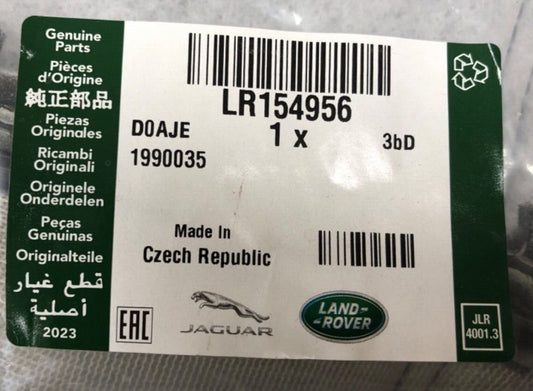 Genuine
Parts
Pièces
d'Origine
純正部品
Piezas
Originales
Ricambi
Originali
Originele
Onderdelen
Peças
Genuinas
Originalteile
قطع غيار
أصلية
2023
LR154956
1 x
D0AJE
3bD
1990035
Made In
Czech Republic
EAC
JAGUAR
LAND-
-ROVER
JLR
4001.3